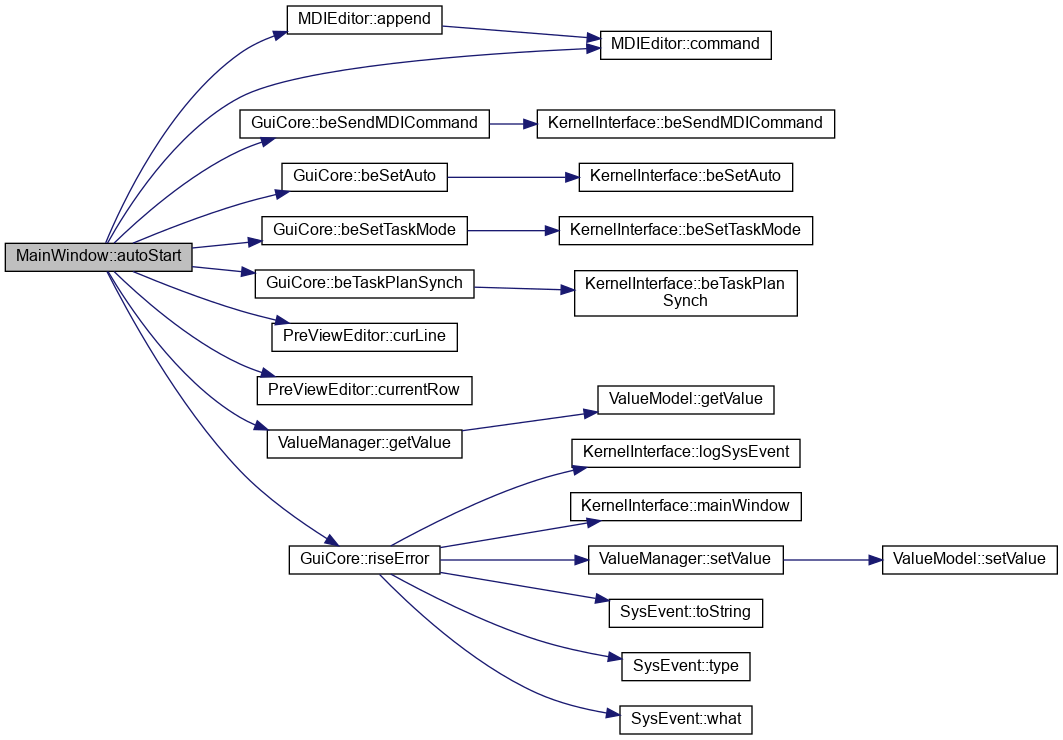 MDIEditor::append
MDIEditor::command
GuiCore::beSendMDICommand
KernelInterface::beSendMDICommand
GuiCore::beSetAuto
KernelInterface::beSetAuto
GuiCore::beSetTaskMode
KernelInterface::beSetTaskMode
MainWindow::autoStart
GuiCore::beTaskPlanSynch
KernelInterface::beTaskPlan
Synch
PreViewEditor::curLine
PreViewEditor::currentRow
ValueModel::getValue
ValueManager::getValue
KernelInterface::logSysEvent
KernelInterface::mainWindow
GuiCore::riseError
ValueManager::setValue
ValueModel::setValue
SysEvent::toString
SysEvent::type
SysEvent::what